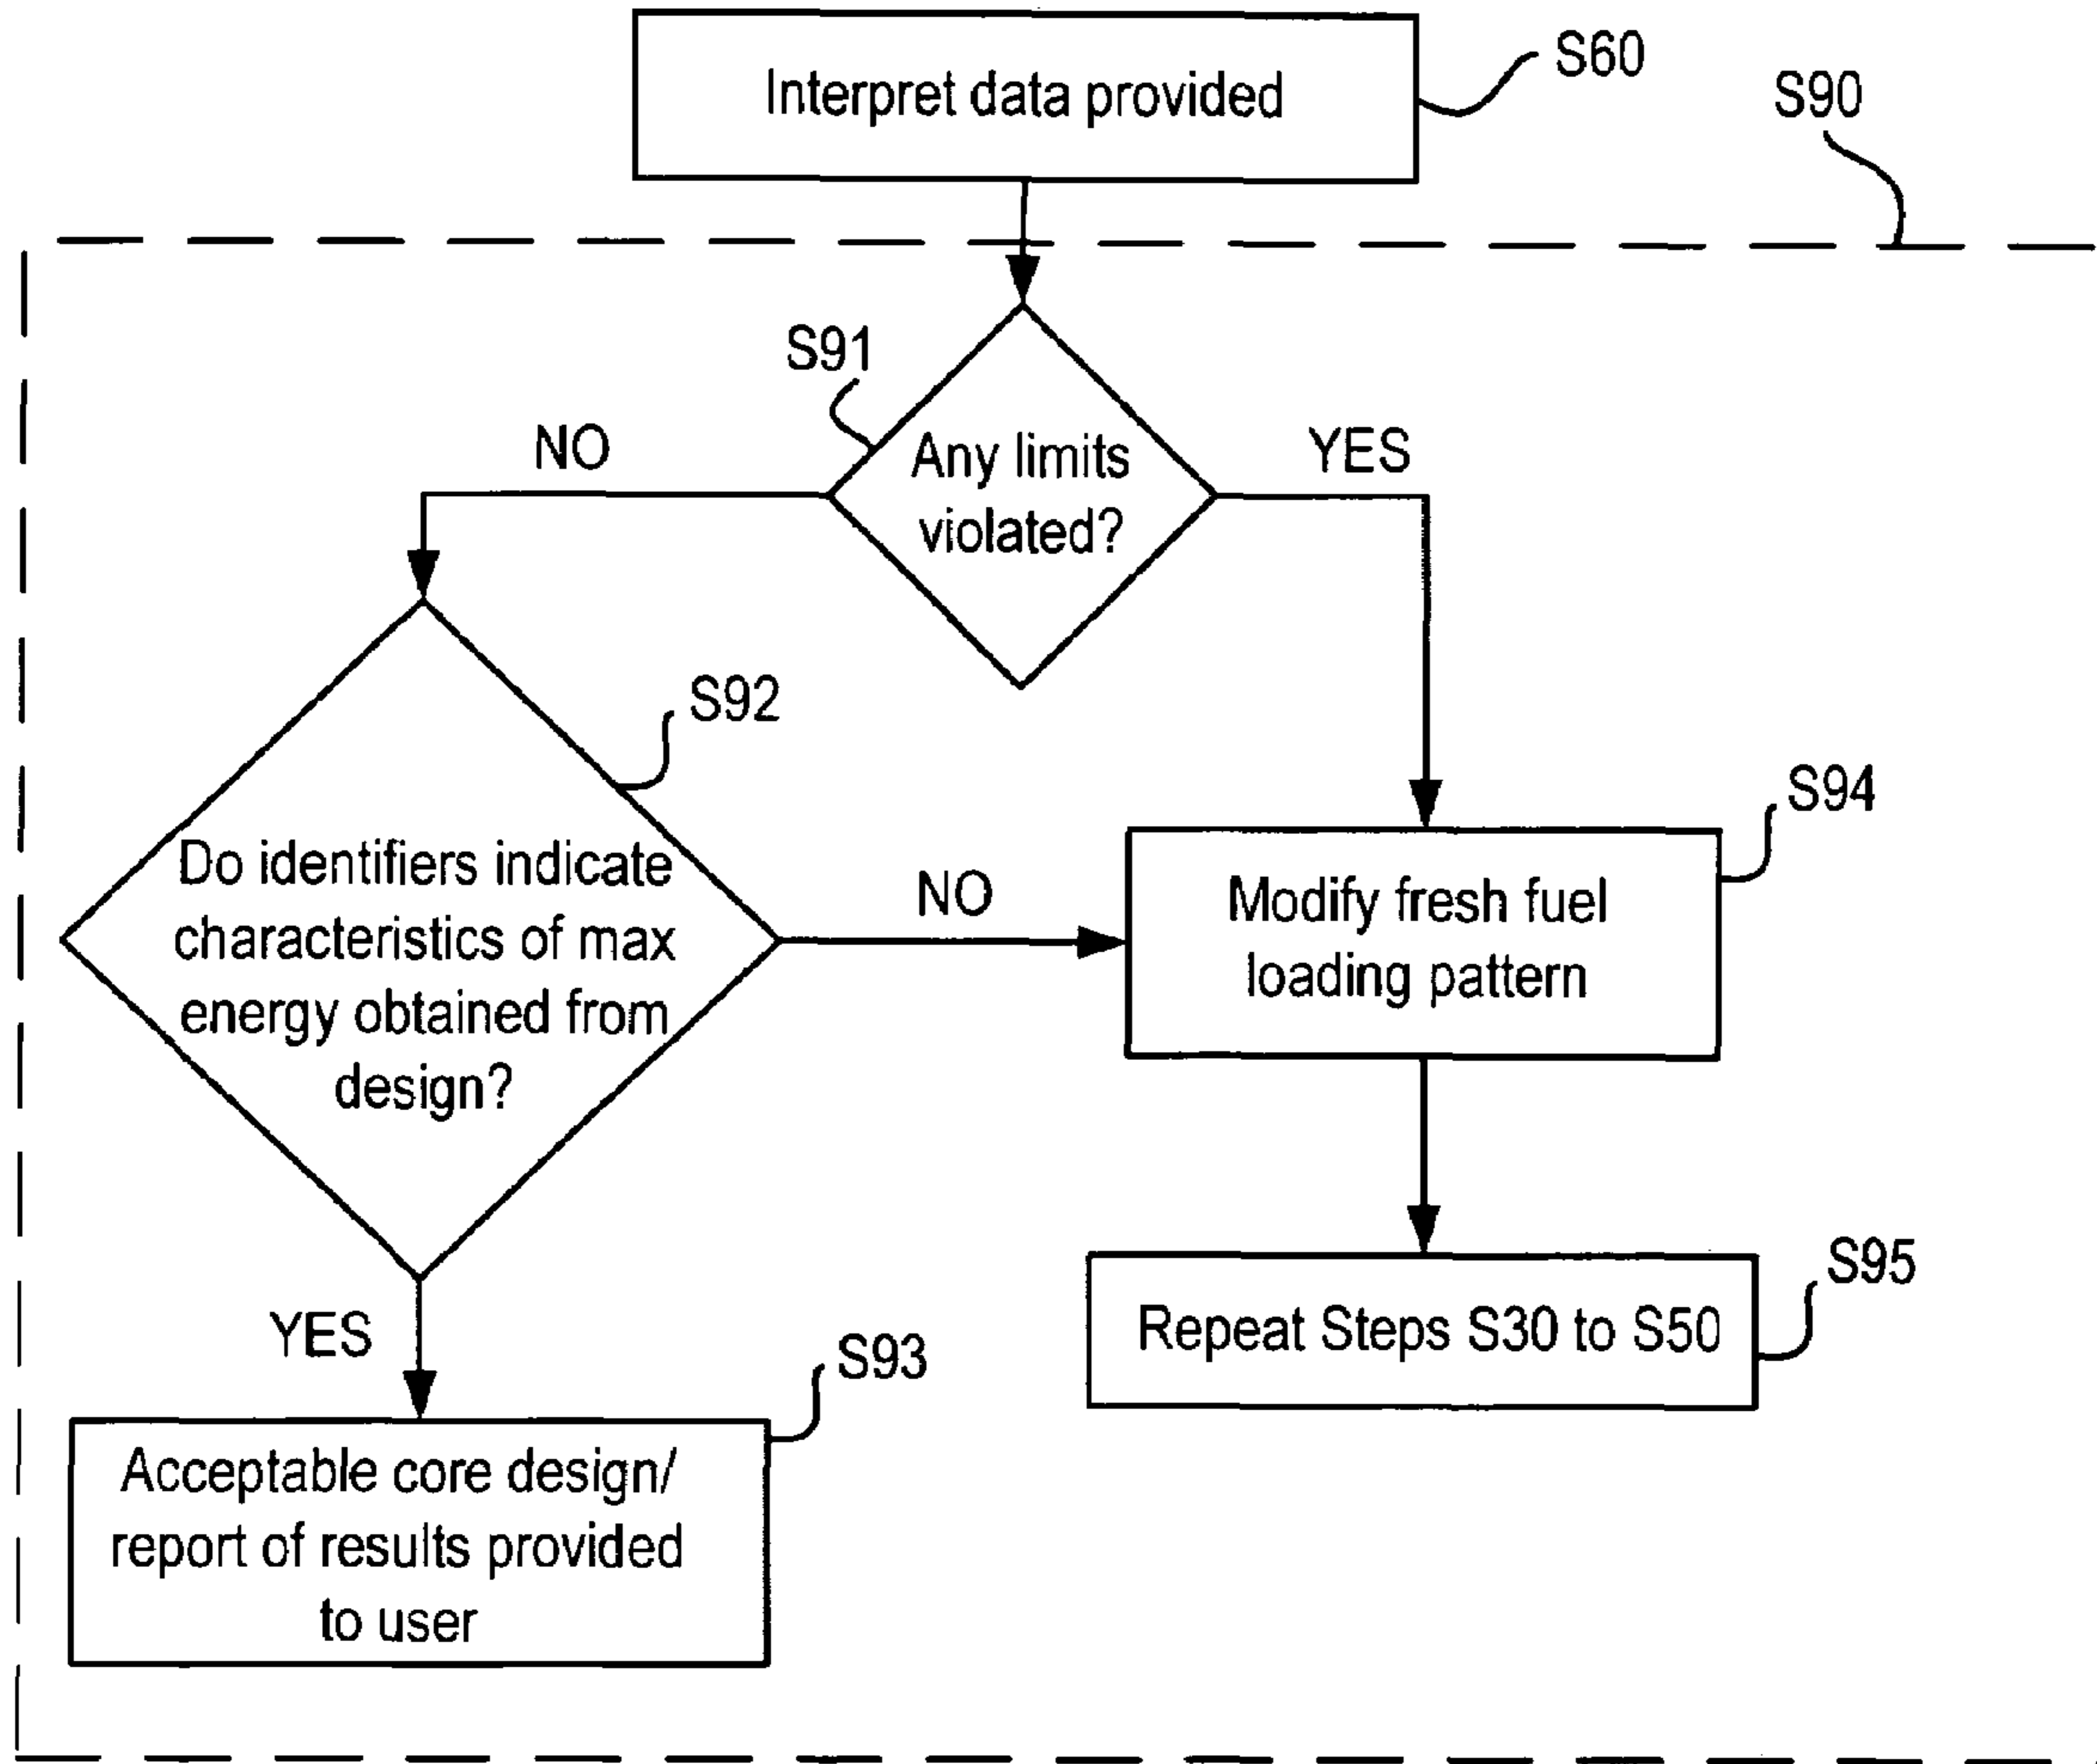 Interpret data provided
S60
S90
S91
NO
Any limits
violated?
YES
S92
Do identifiers indicate
characteristics of max
energy obtained from
design?
NO
S94
Modify fresh fuel
loading pattern
YES
S95
Repeat Steps S30 to S50
S93
Acceptable core design/
report of results provided
to user